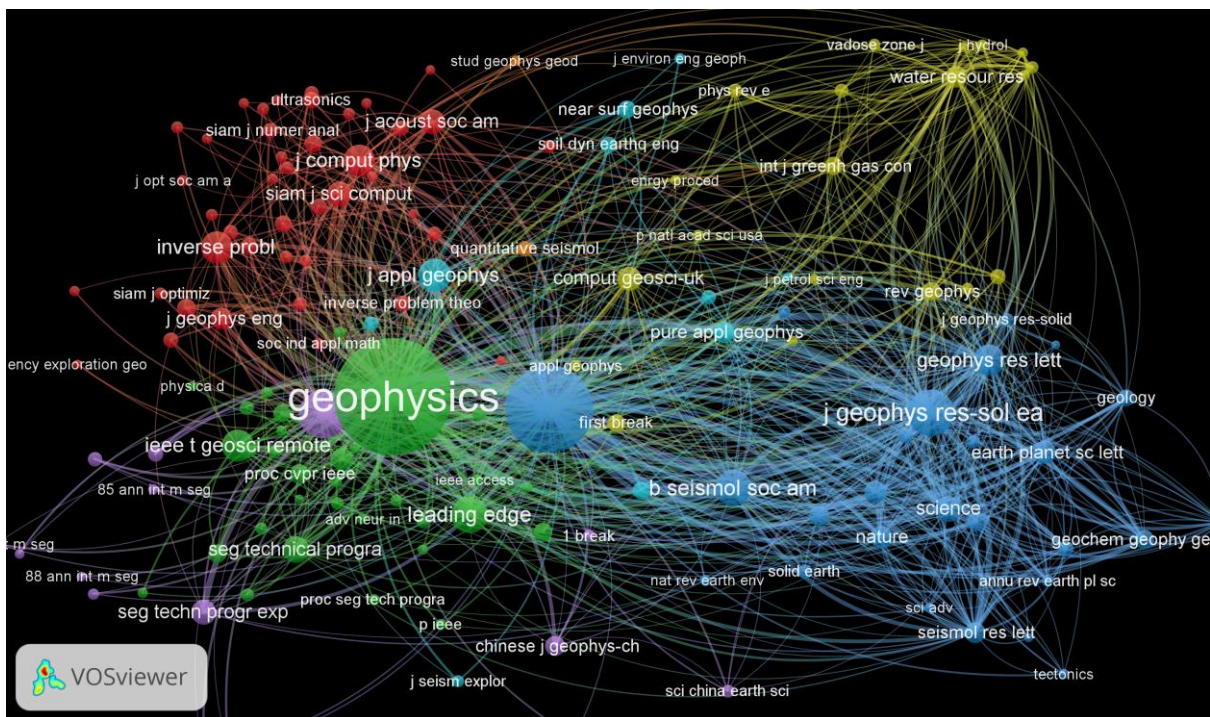 vadose zone j
j hydrol
stud geophys geod
j environ eng geoph
water resour res
phys rev e
ultrasonics
near surf geophys
j acoust soc am
siam j numer anal
soil dyn earthq eng
j comput phys
int j greenh gas con
j opt soc am a
enrgy proced
siam j sci comput
p natl acad sci usa
inverse probl
quantitative seismol
j appl geophys
comput geosci-uk
j petrol sci eng
rev geophys
siam j optimiz
inverse problem theo
j geophys eng
j geophys res-solid
pure appl geophys
soc ind appl math
geophys res lett
ency exploration geo
appl geophys
physica d
geophysics
geology
j geophys res-sol ea
first break
ieee t geosci remote
earth planet sc lett
proc cvpr ieee
ieee access
85 ann int m seg
b seismol soc am
science
leading edge
adv neur in
1 break
nature
t m seg
geochem geophy ge
seg technical progra
solid earth
88 ann int m seg
nat rev earth env
annu rev earth pl sc
proc seg tech progra
seg techn progr exp
sci adv
p ieee
seismol res lett
chinese j geophys-ch
tectonics
j seism explor
sci china earth sci
VOSviewer